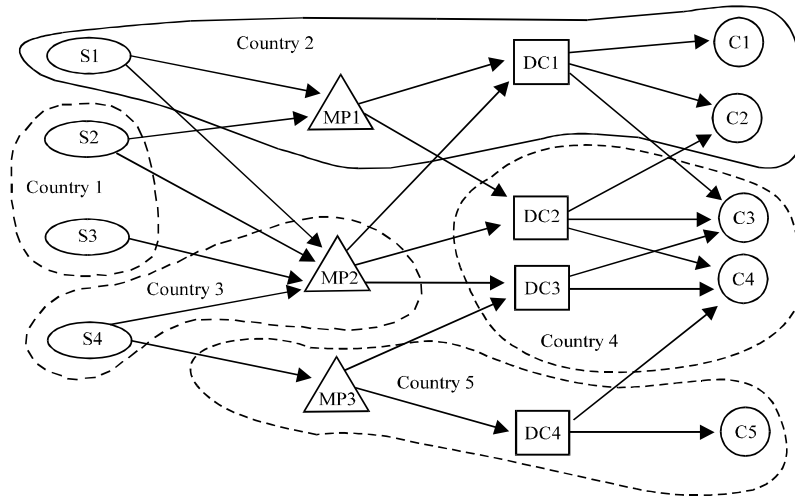 S1
Country 2
DC1
C1
MP1
C2
S2
Country 1
DC2
C3
S3
MP2
DC3
C4
Country 3
S4
Country 4
MP3
Country 5
DC4
C5